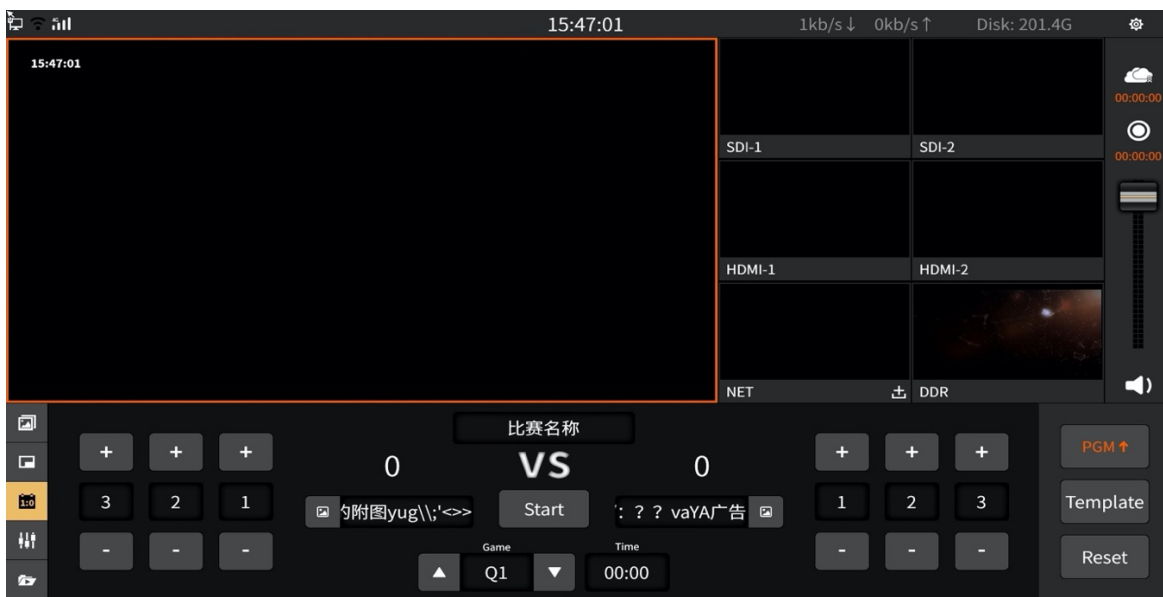 15:47:01 1kb/s↓ 0kb/s↑ Disk: 201.4G
15:47:01
00:00:00
SDI-1 SDI-2
00:00:00
HDMI-1 HDMI-2
NET DDR
比赛名称
+ + + + + + PGM↑
0 VS 0
3 2 1 1 2 3 Template
1:0
附图yug\\;'<>> Start : ? ? vaYA广告
- - - - - - Reset
Game Time
▲ Q1 ▼ 00:00